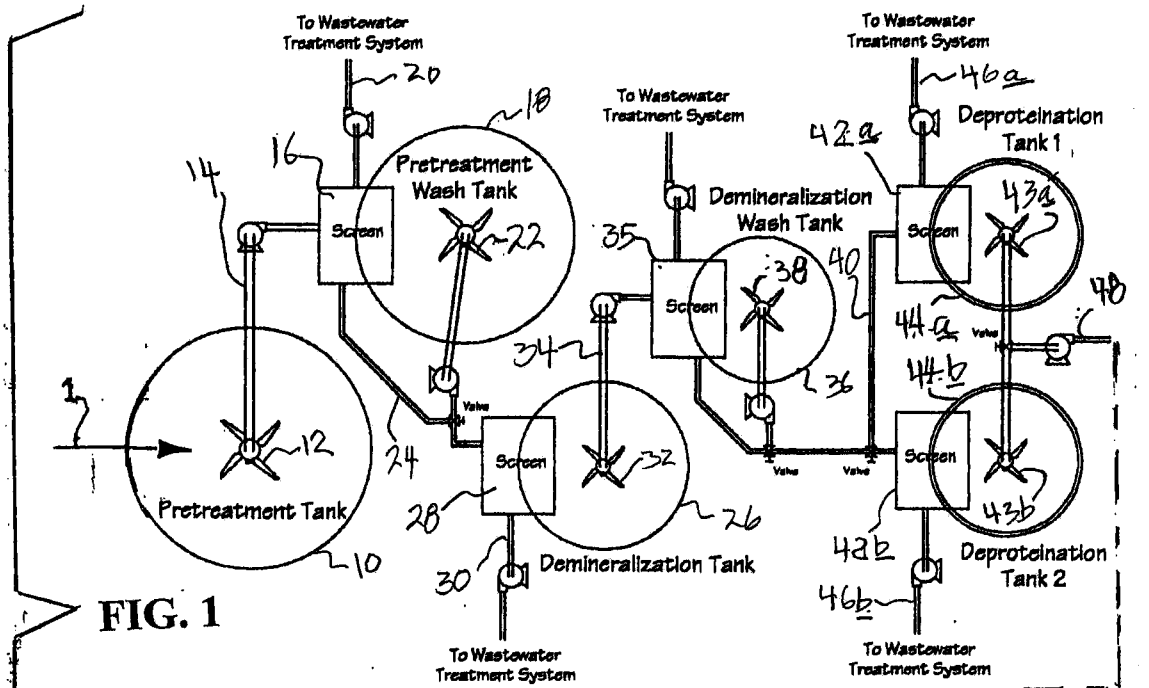 To Wastewater
Treatment System
20
18
16
14
Pretreatment
Wash Tank
Screen
22
1
12
24
Valve
Pretreatment Tank
10
To Wastewater
Treatment System
35
Demineralization
Wash Tank
38
Screen
34
36
Screen
28
32
26
Valve
Valve
30
Demineralization Tank
To Wastewater
Treatment System
To Wastewater
Treatment System
46a
42a
Deproteination
Tank 1
43a
Screen
40
44a
48
Valve
44b
Screen
43b
42b
Deproteination
Tank 2
46b
To Wastewater
Treatment System
FIG. 1